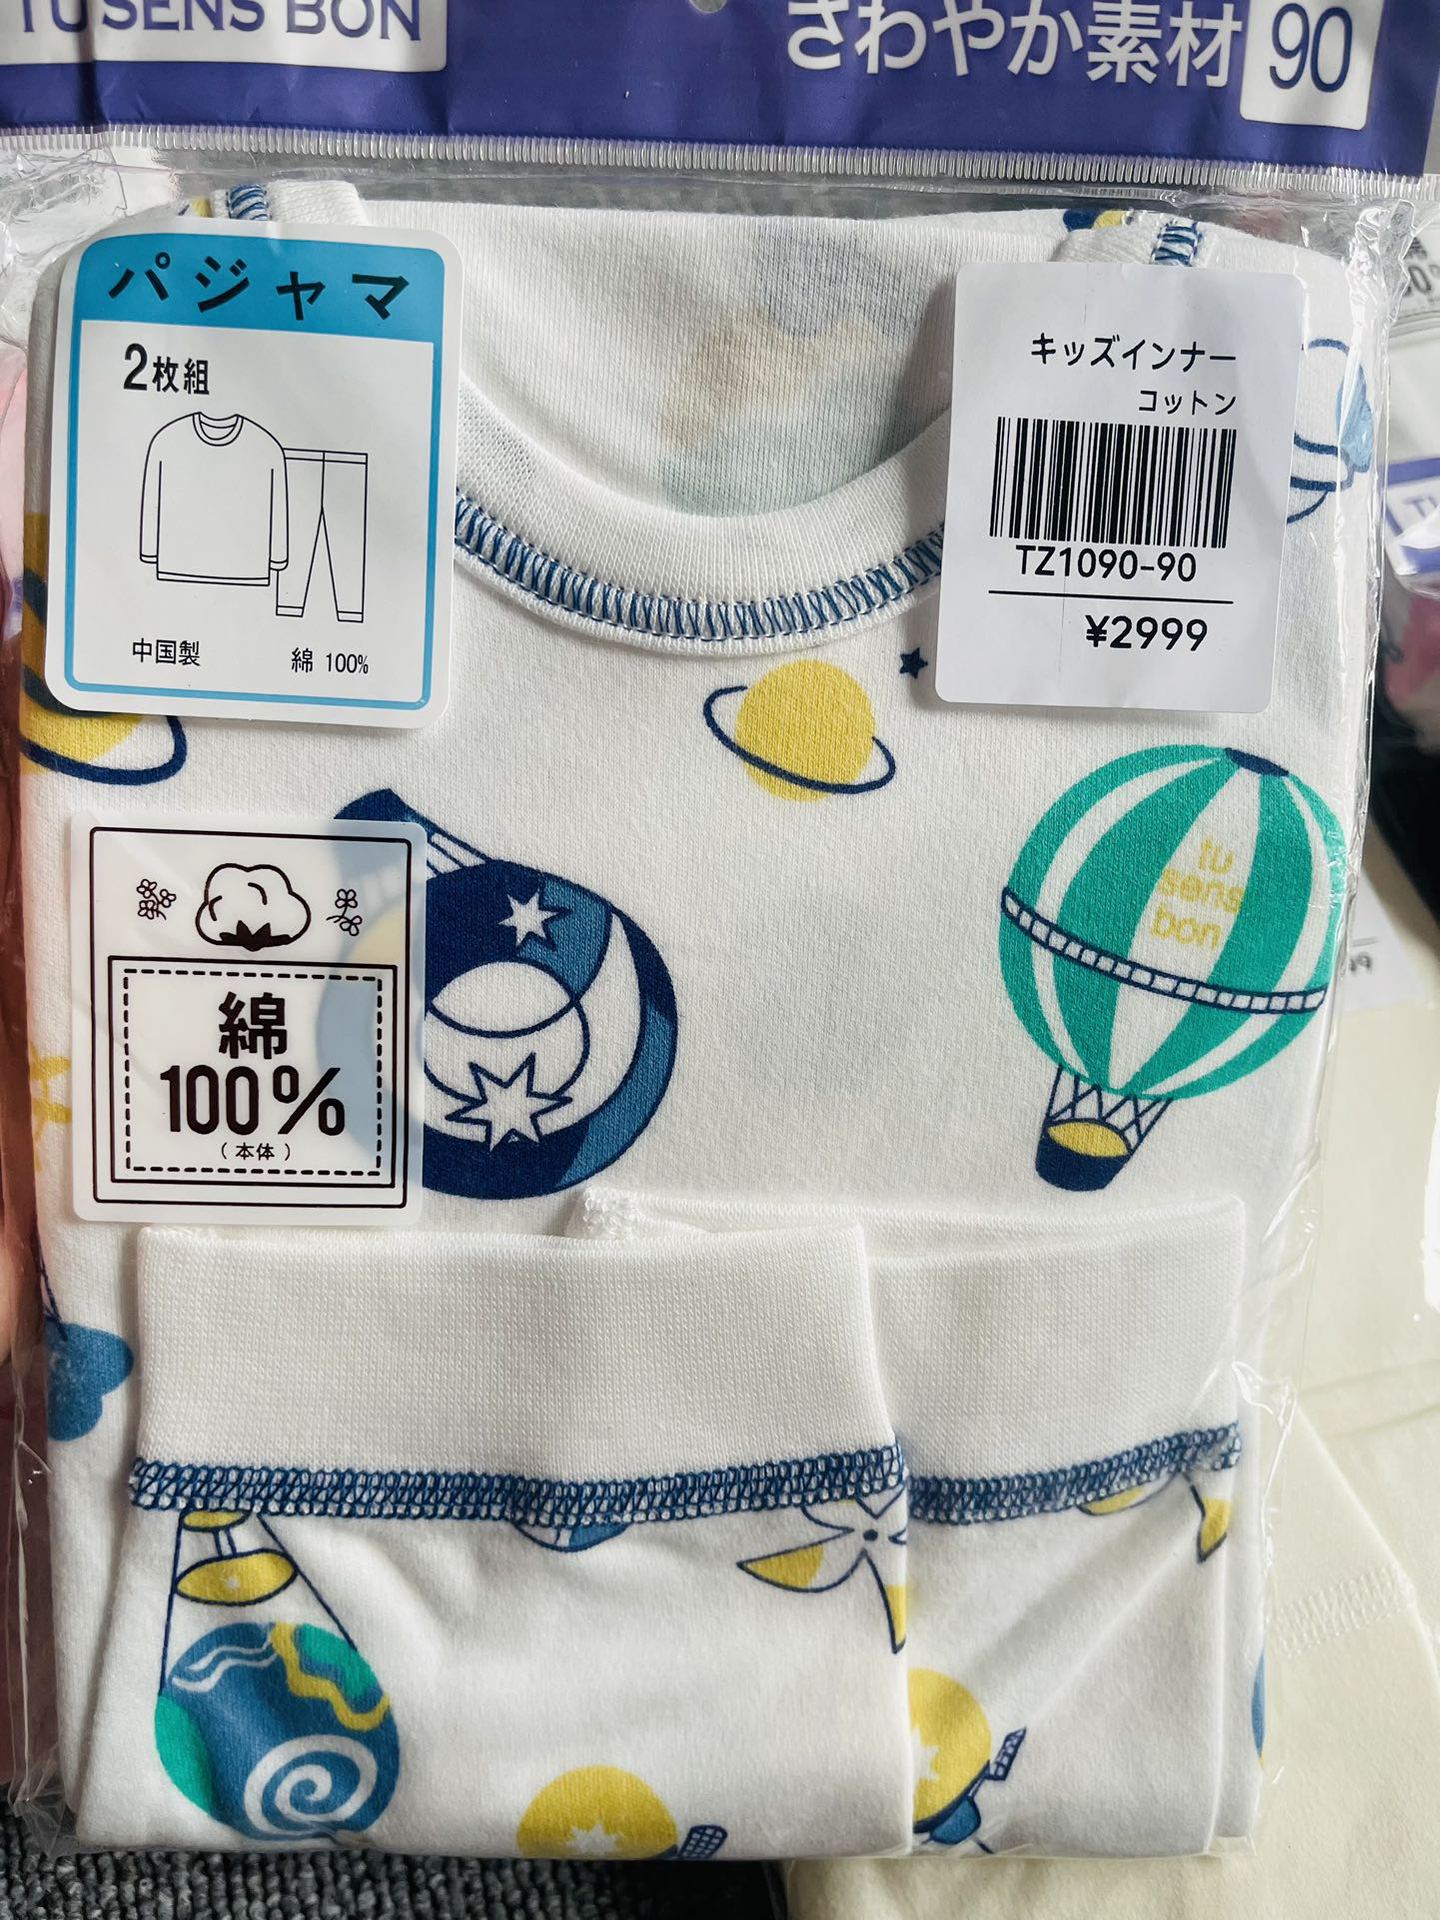 TU SENS BON
さわやか素材
90
パジャマ
2枚組
中国製
綿 100%
キッズインナー
コットン
TZ1090-90
¥2999
tu
sens
bon
綿
100%
(本体)